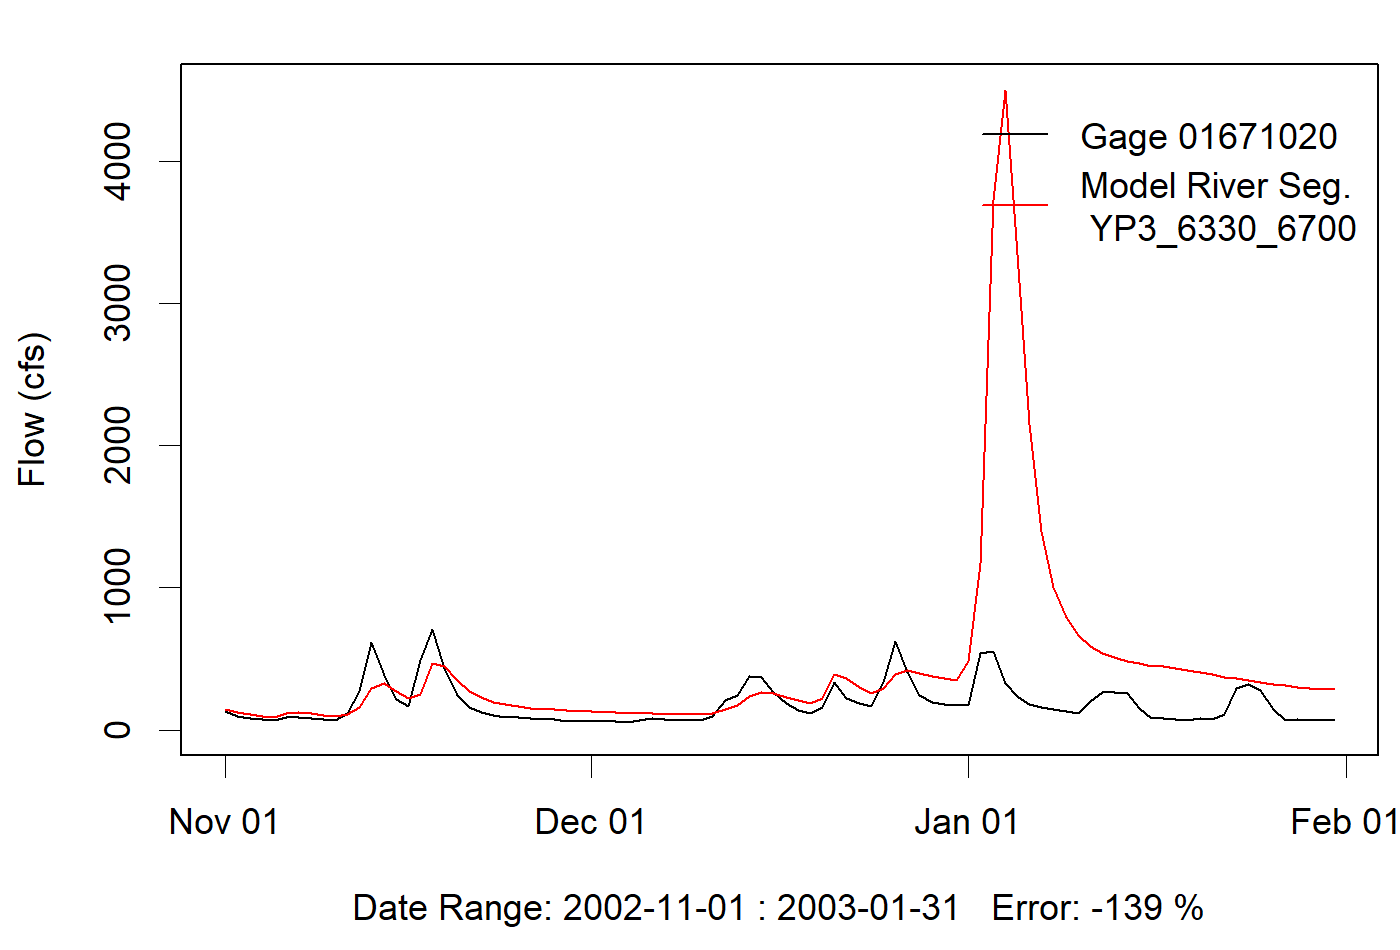 Gage 01671020
Model River Seg.
YP3_6330_6700
Flow (cfs)
4000
3000
2000
1000
0
Nov 01 Dec 01 Jan 01 Feb 01
Date Range: 2002-11-01 : 2003-01-31 Error: -139 %